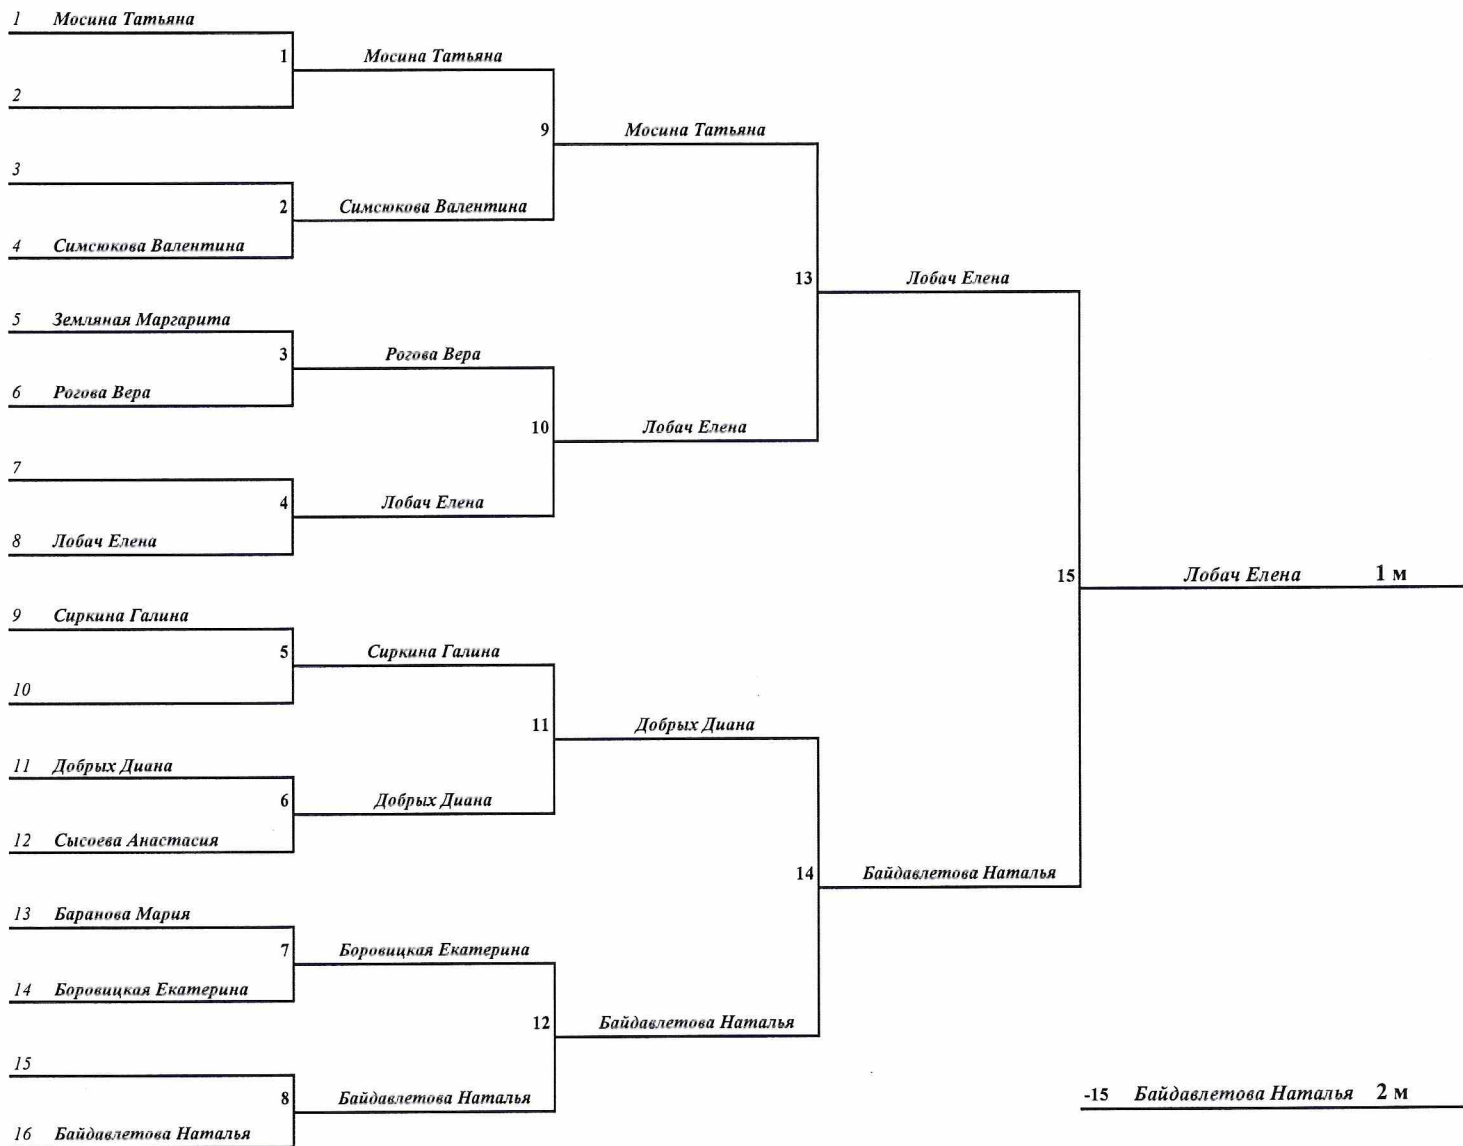 1 Мосина Татьяна
1 Мосина Татьяна
2
9 Мосина Татьяна
3
2 Симсюкова Валентина
4 Симсюкова Валентина
13 Лобач Елена
5 Земляная Маргарита
3 Рогова Вера
6 Рогова Вера
10 Лобач Елена
7
4 Лобач Елена
8 Лобач Елена
15 Лобач Елена 1 м
9 Сиркина Галина
5 Сиркина Галина
10
11 Добрых Диана
11 Добрых Диана
6 Добрых Диана
12 Сысоева Анастасия
14 Байдавлетова Наталья
13 Баранова Мария
7 Боровицкая Екатерина
14 Боровицкая Екатерина
12 Байдавлетова Наталья
15
8 Байдавлетова Наталья
-15 Байдавлетова Наталья 2 м
16 Байдавлетова Наталья